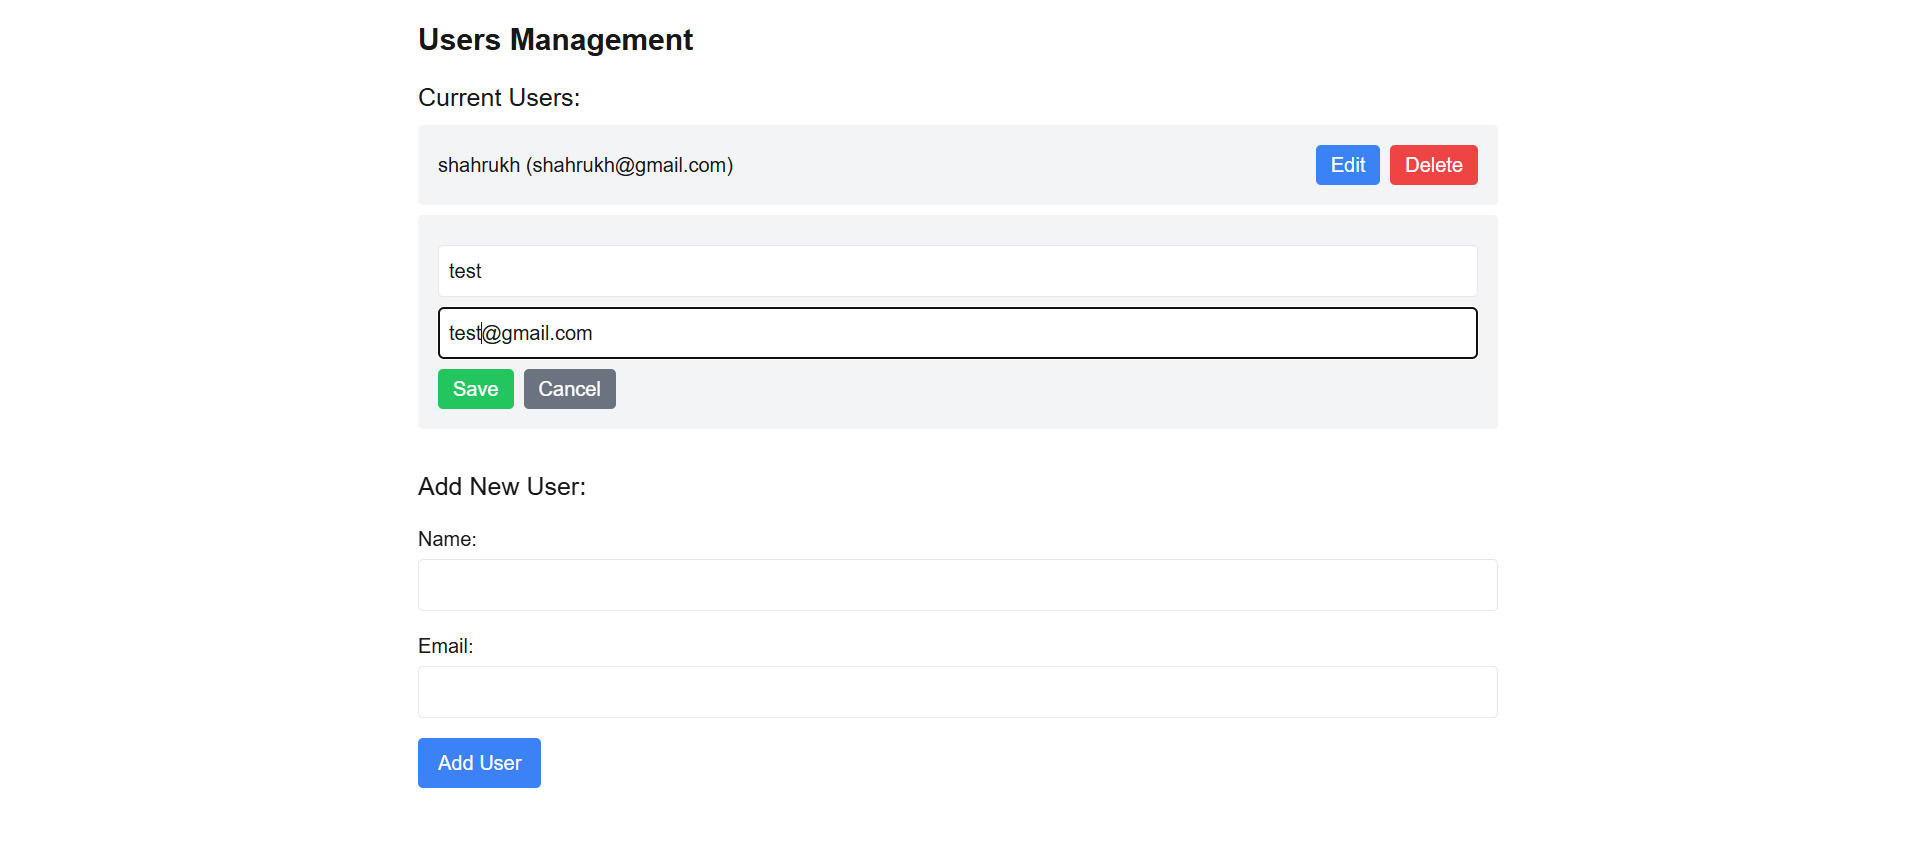 Users Management
Current Users:
shahrukh (shahrukh@gmail.com) Edit Delete
test
test@gmail.com
Save Cancel
Add New User:
Name:
Email:
Add User